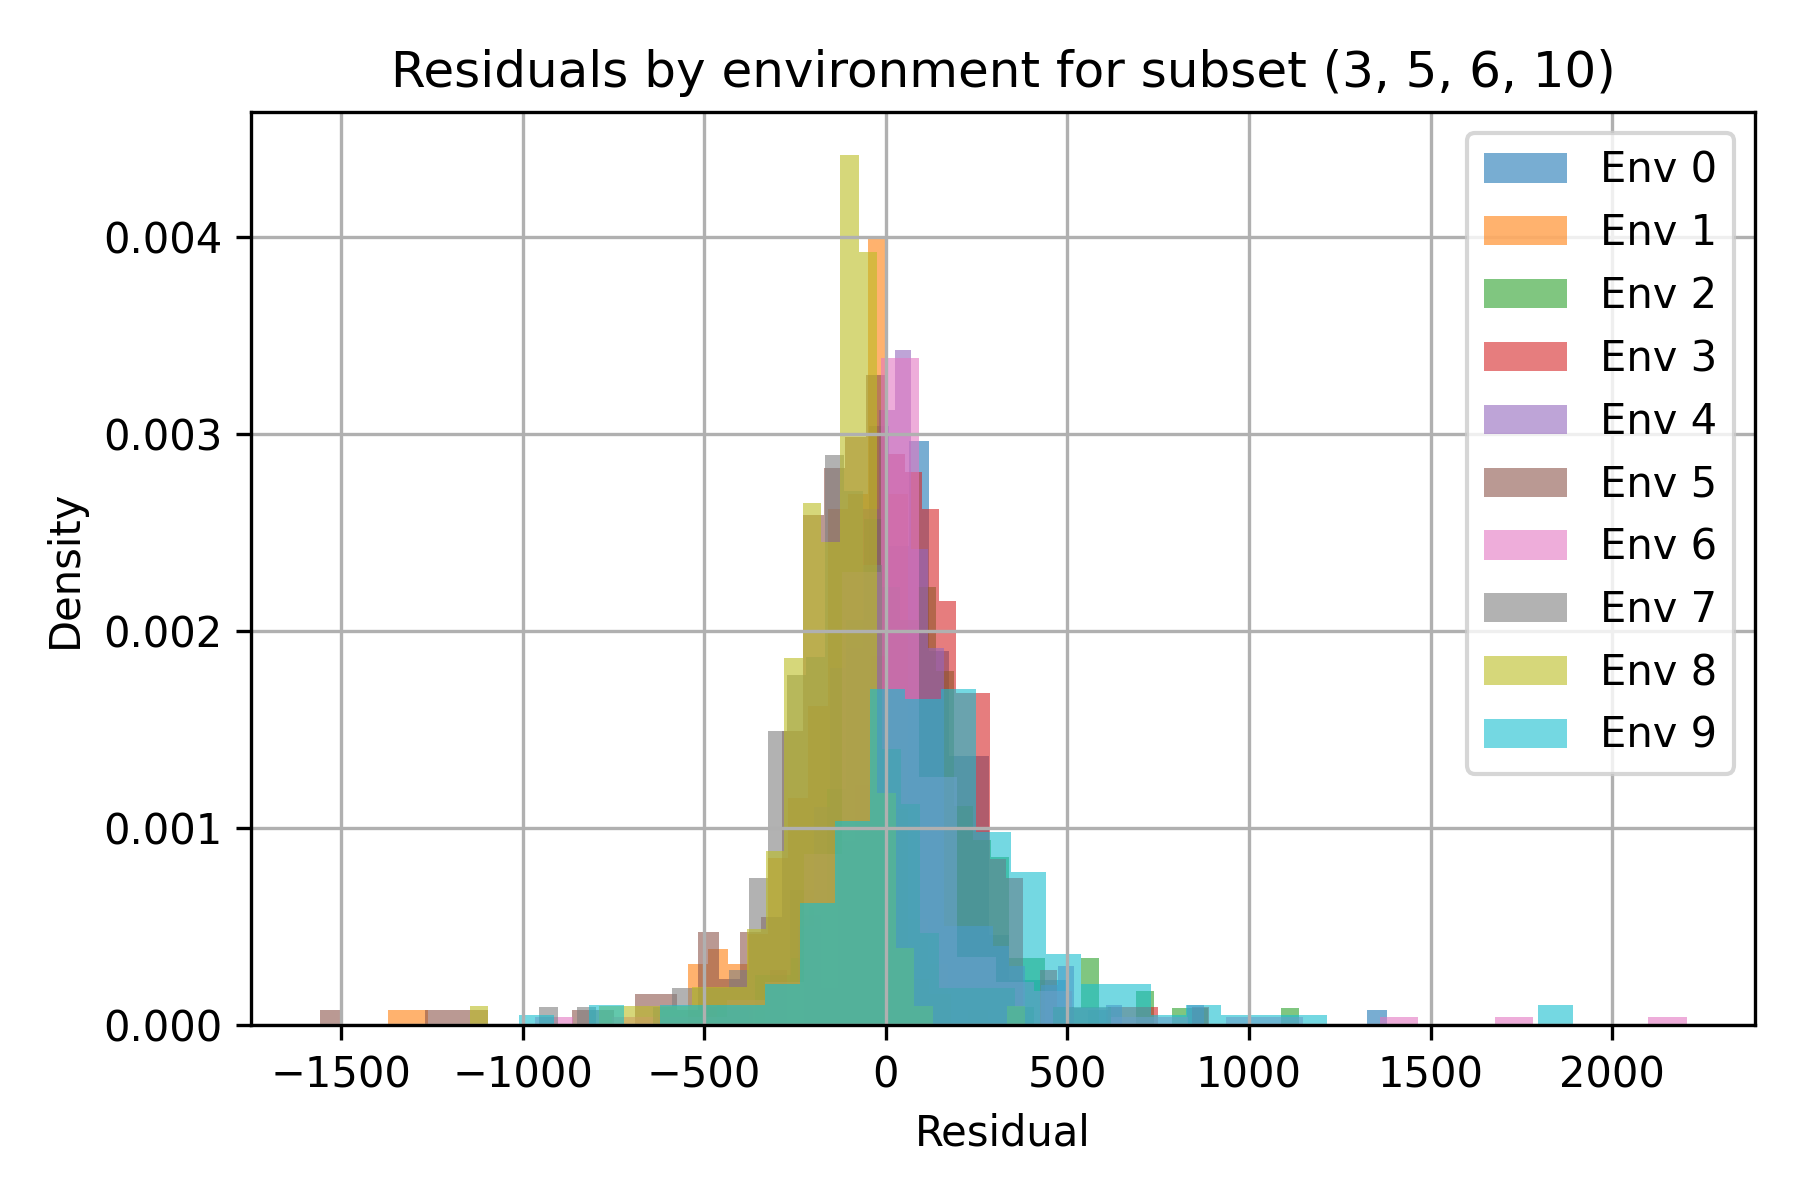 Residuals by environment for subset (3, 5, 6, 10)
Density
0.004
0.003
0.002
0.001
0.000
−1500
−1000
−500
0
500
1000
1500
2000
Residual
Env 0
Env 1
Env 2
Env 3
Env 4
Env 5
Env 6
Env 7
Env 8
Env 9